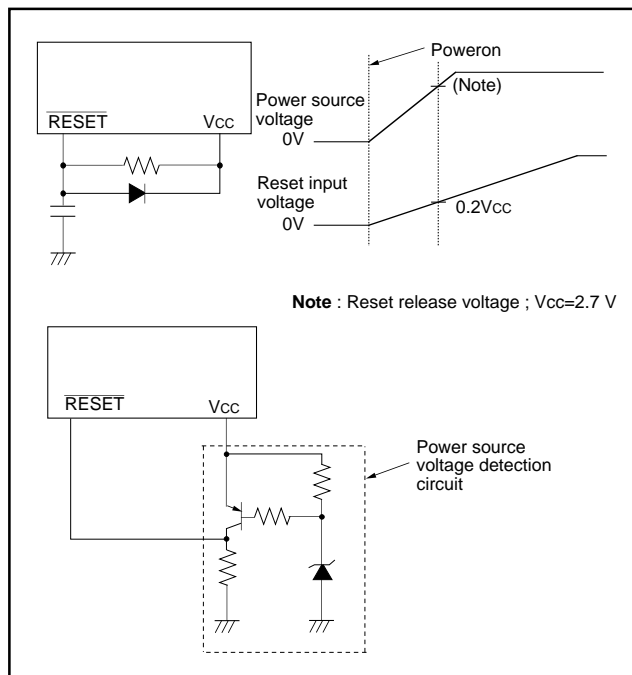 RESET
VCC
Poweron
(Note)
Power source
voltage
0V
Reset input
voltage
0V
0.2VCC
Note : Reset release voltage ; Vcc=2.7 V
RESET
VCC
Power source
voltage detection
circuit